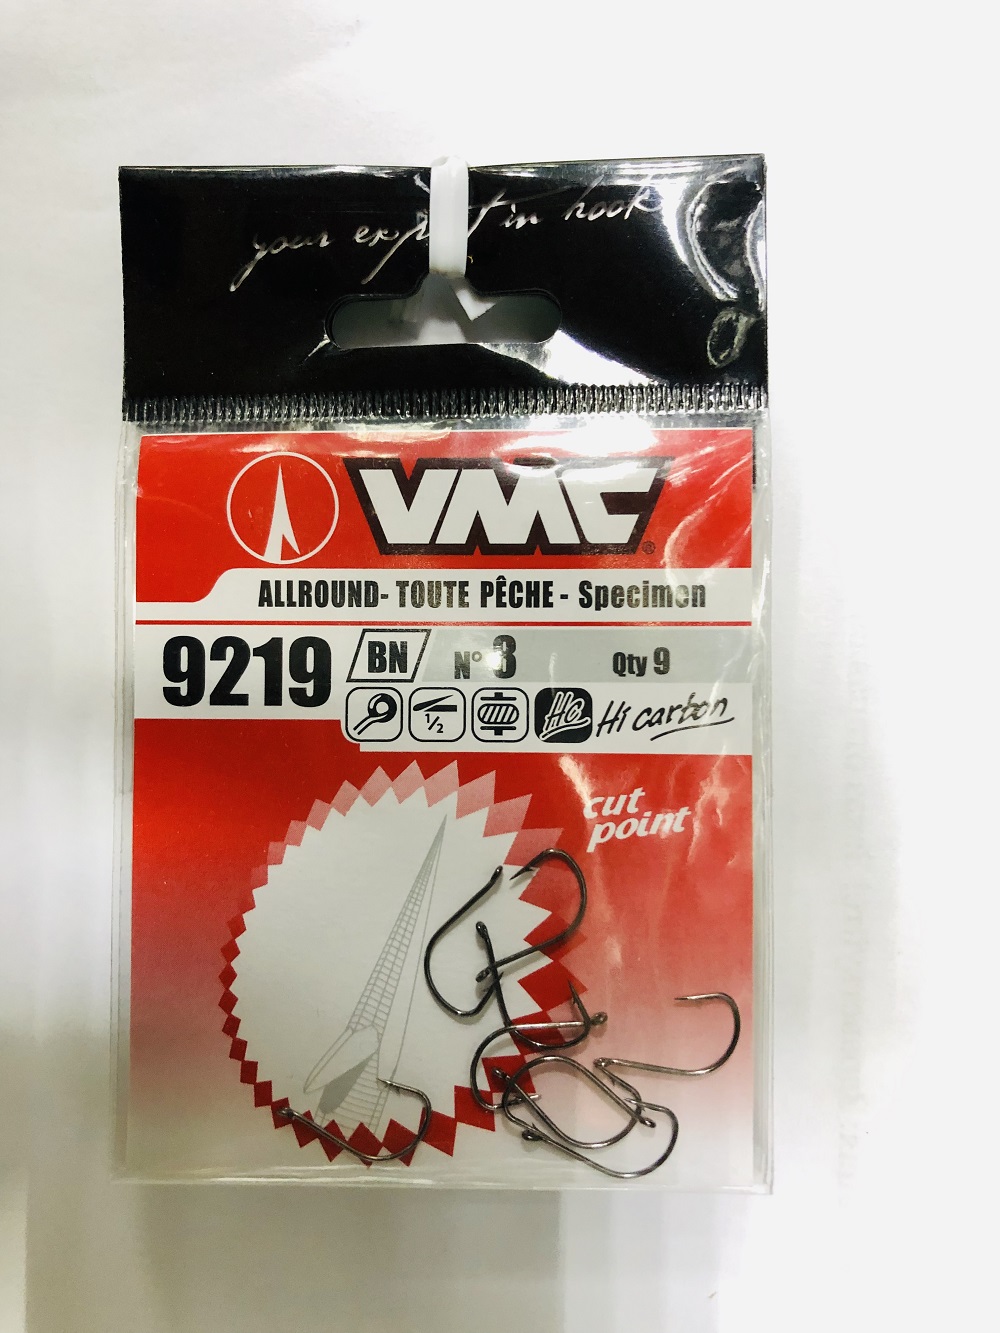 your expert in hook
VMC®
ALLROUND- TOUTE PÊCHE - Specimen
9219 BN N° 3 Qty 9
1/2 Hc Hi carbon
cut
point